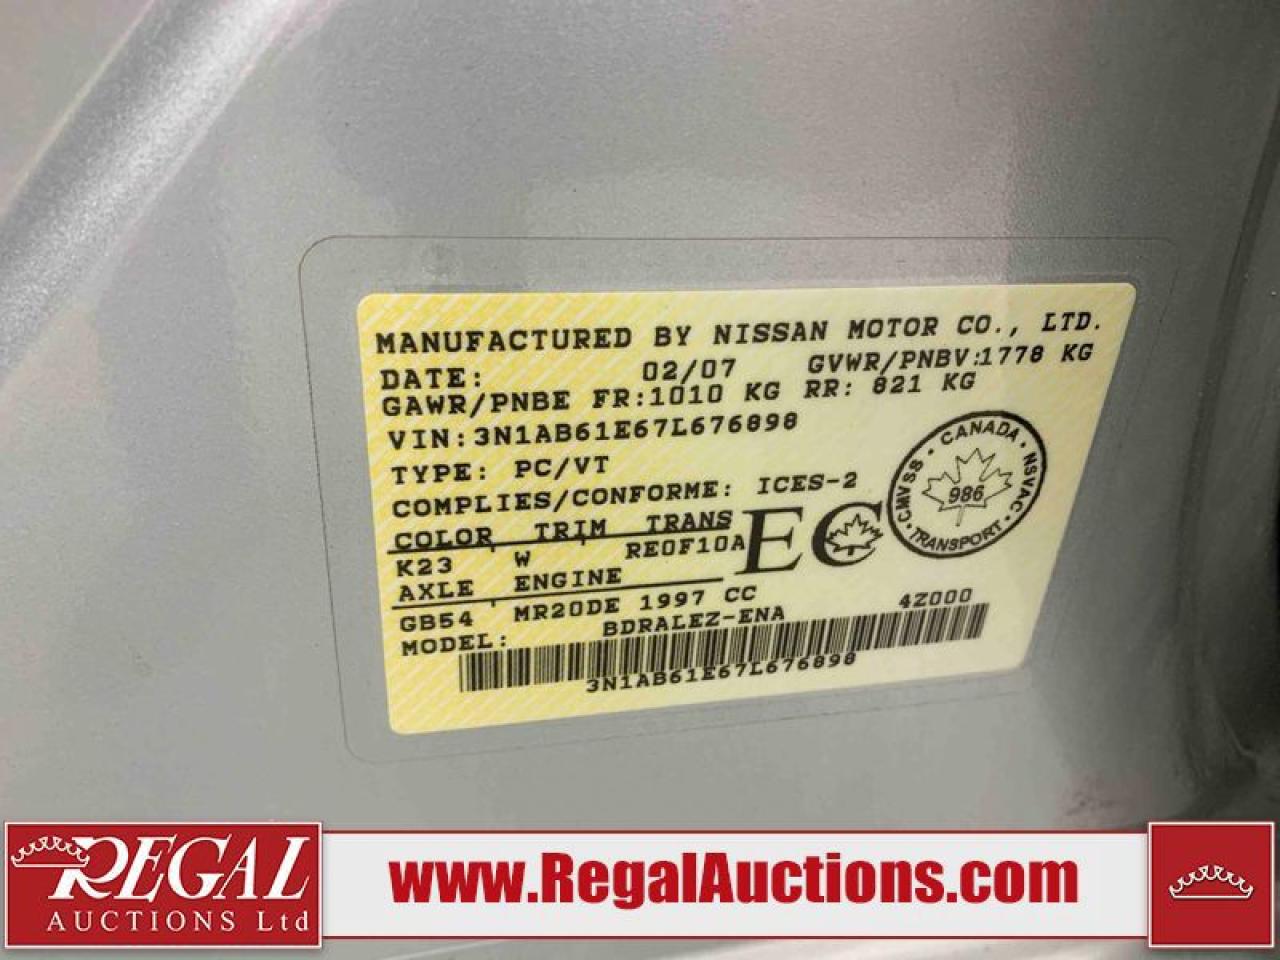 MANUFACTURED BY NISSAN MOTOR CO., LTD.
DATE: 02/07 GVWR/PNBV:1778 KG
GAWR/PNBE FR:1010 KG RR: 821 KG
VIN:3N1AB61E67L676898
TYPE: PC/VT
COMPLIES/CONFORME: ICES-2
COLOR TRIM TRANS
K23 W RE0F10A
EC
AXLE ENGINE
GB54 MR20DE 1997 CC
MODEL: BDRALEZ-ENA 4Z000
3N1AB61E67L676898
CMVSS · CANADA · NSVAC · TRANSPORT ·
986
REGAL
AUCTIONS Ltd
www.RegalAuctions.com